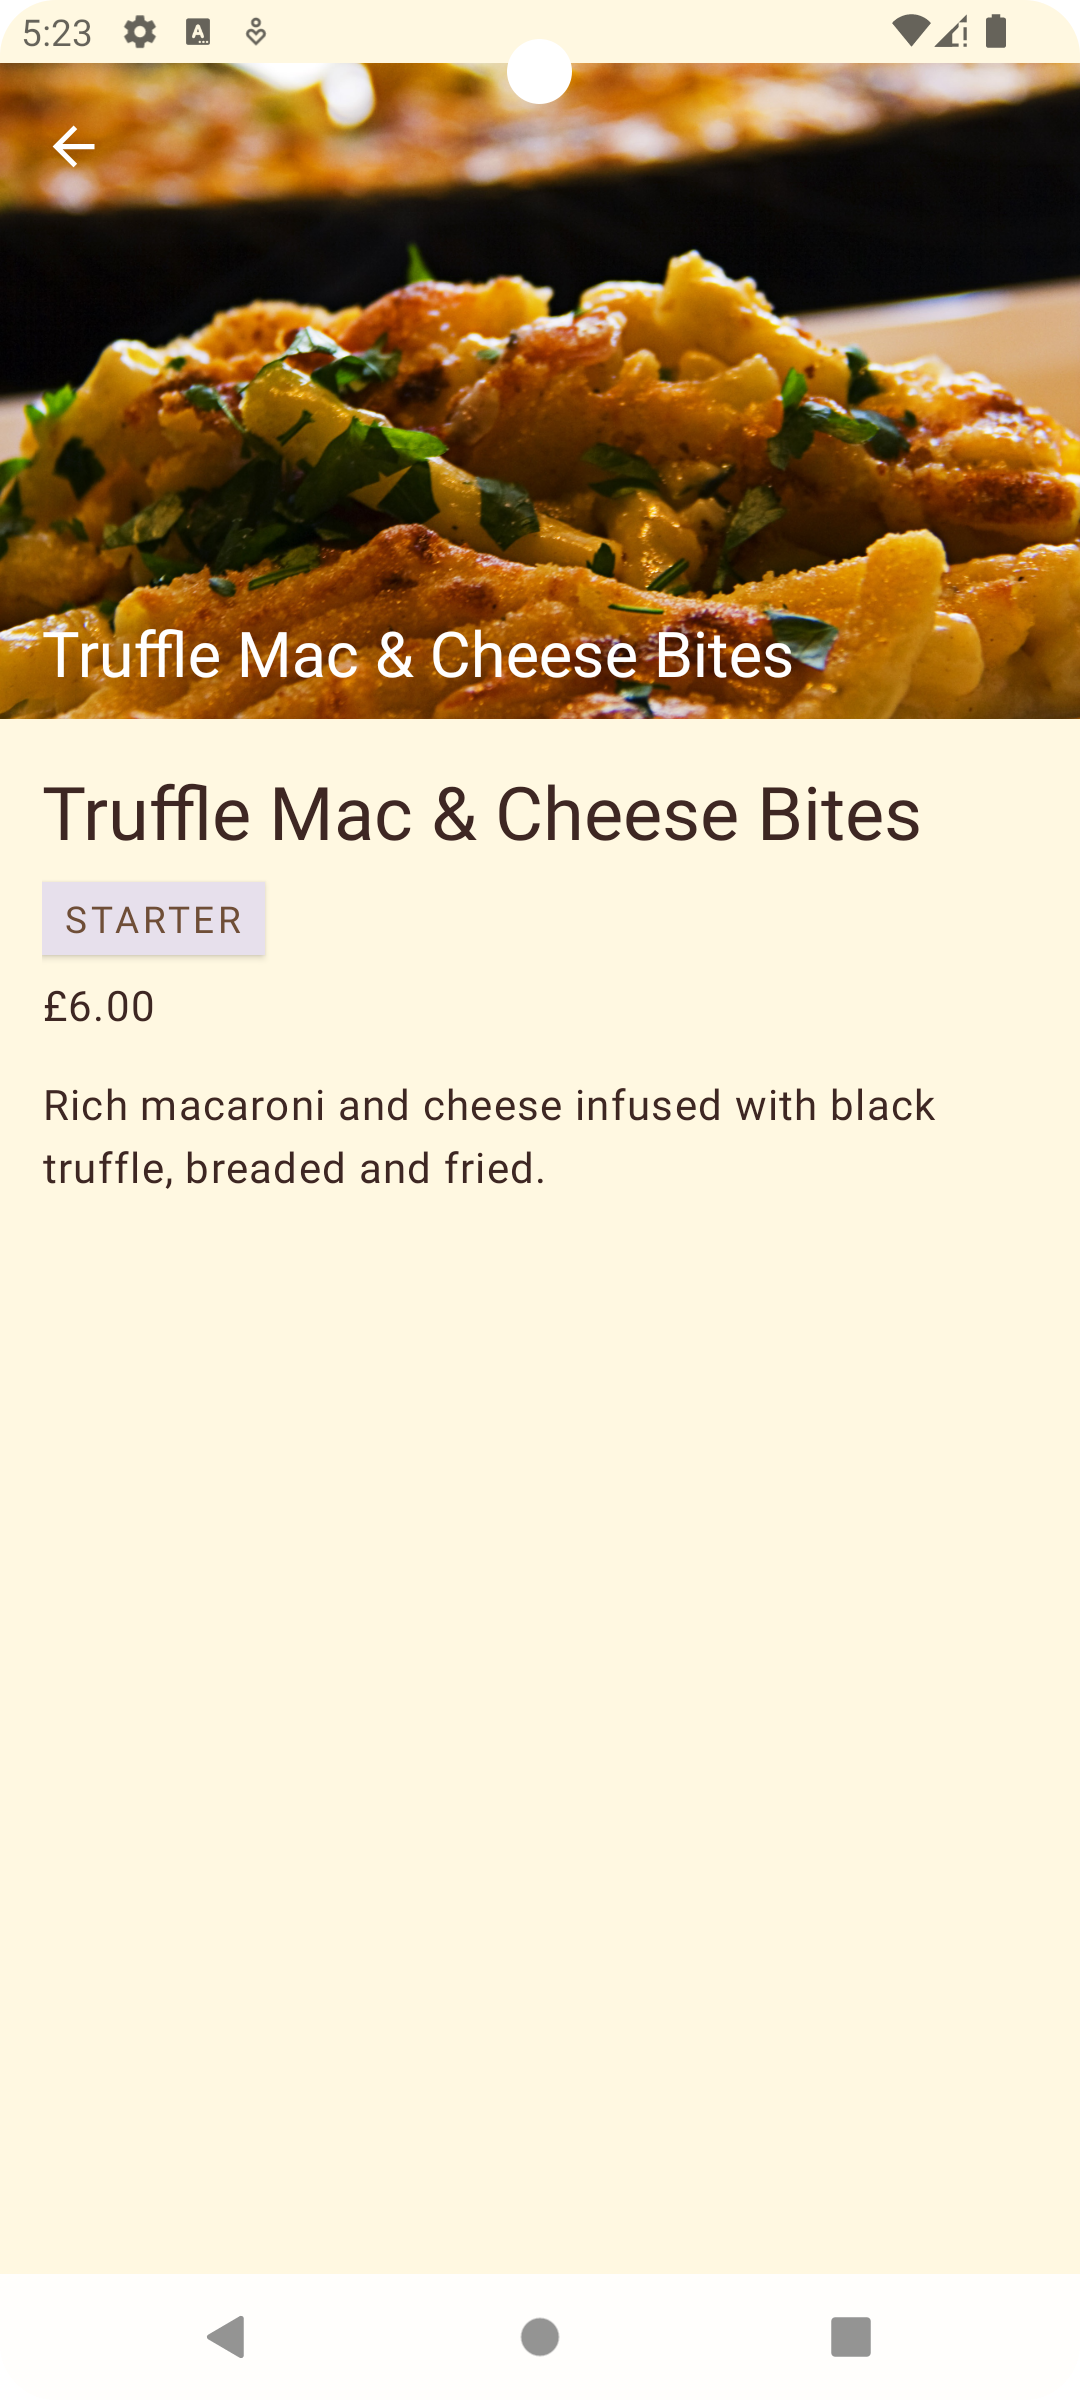 5:23
Truffle Mac & Cheese Bites
Truffle Mac & Cheese Bites
STARTER
£6.00
Rich macaroni and cheese infused with black
truffle, breaded and fried.